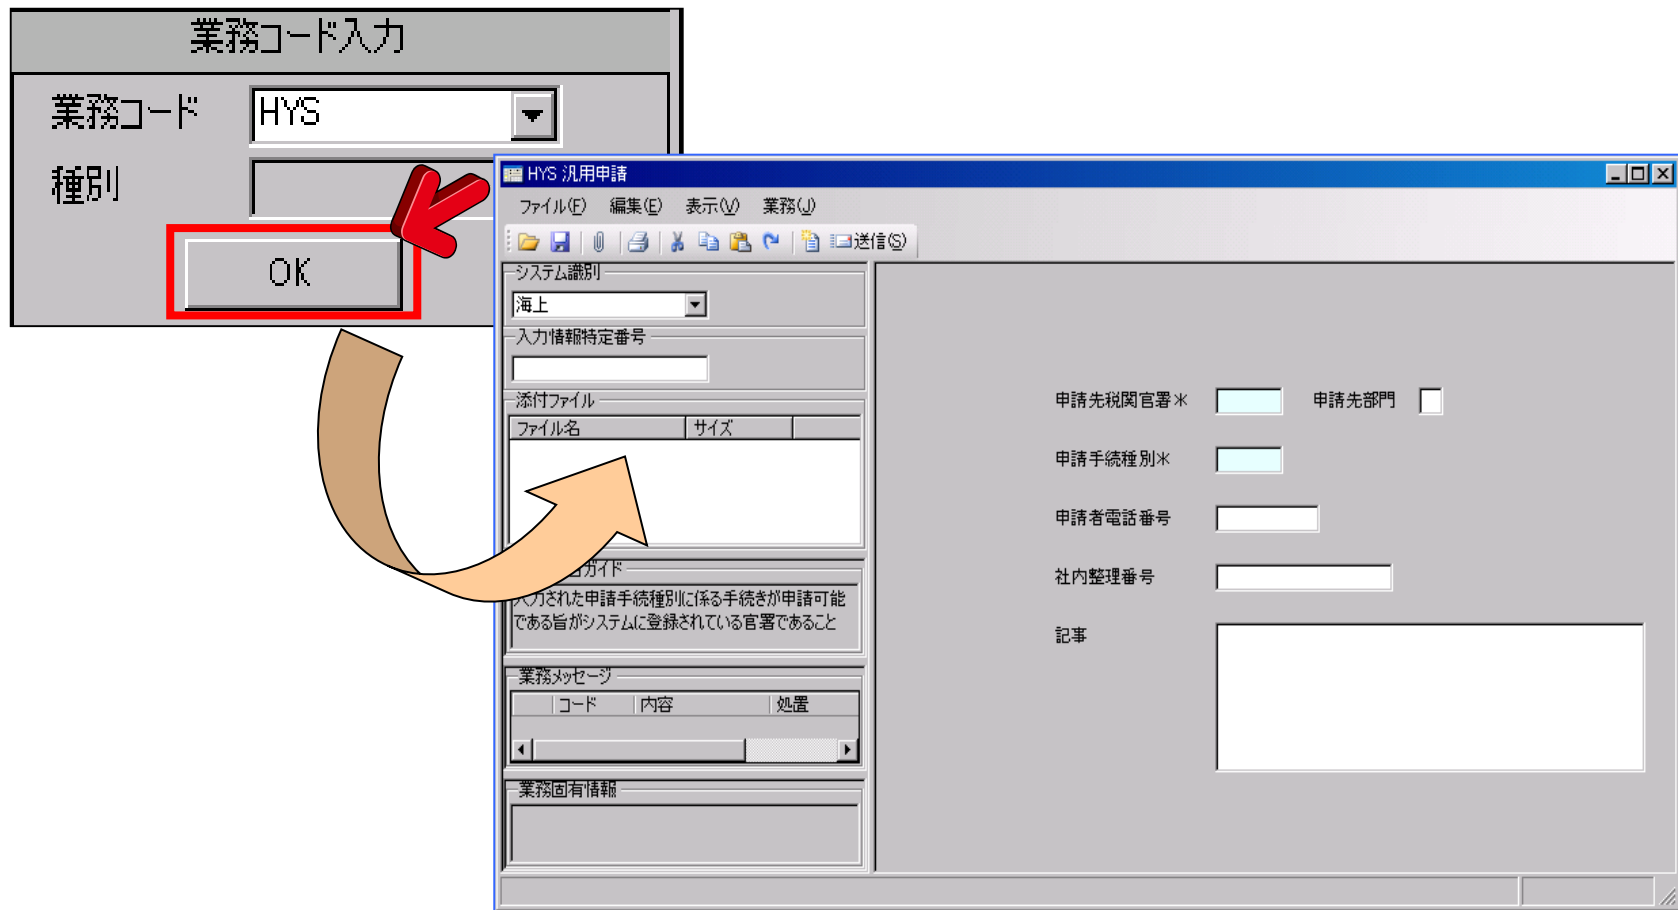 業務コード入力
業務コード HYS
種別
OK
HYS 汎用申請
ファイル(F) 編集(E) 表示(V) 業務(J)
送信(S)
システム識別
海上
入力情報特定番号
添付ファイル
ファイル名 サイズ
ガイド
入力された申請手続種別に係る手続きが申請可能
である旨がシステムに登録されている官署であること
業務メッセージ
コード 内容 処置
業務固有情報
申請先税関官署* 申請先部門
申請手続種別*
申請者電話番号
社内整理番号
記事